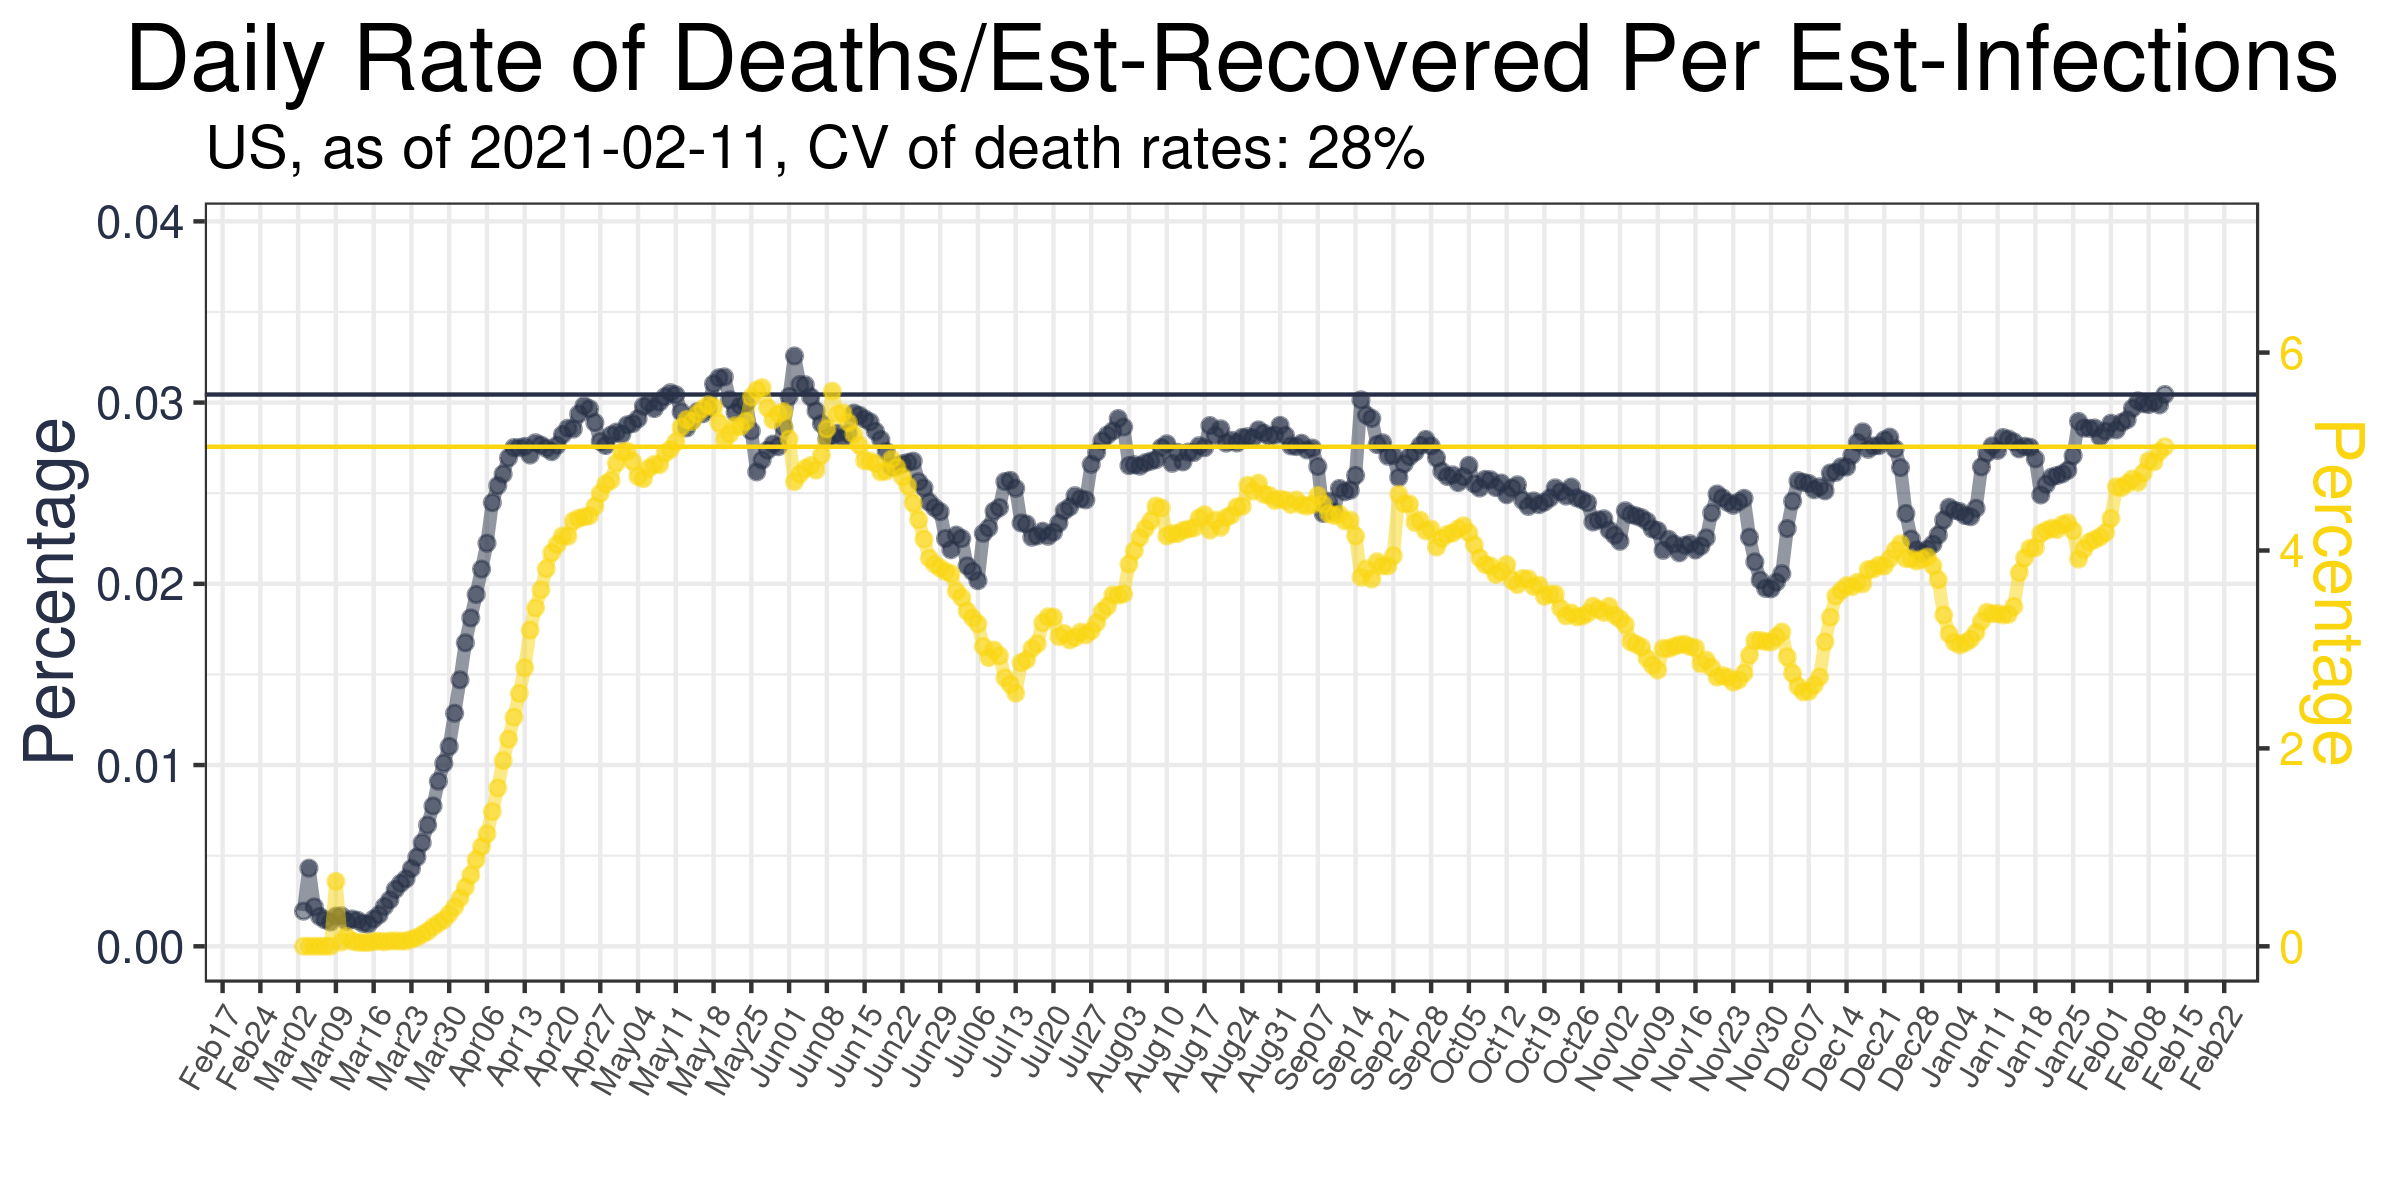 Daily Rate of Deaths/Est-Recovered Per Est-Infections
US, as of 2021-02-11, CV of death rates: 28%
Percentage
0.04
0.03
0.02
0.01
0.00
6
4
2
0
Percentage
Feb17
Feb24
Mar02
Mar09
Mar16
Mar23
Mar30
Apr06
Apr13
Apr20
Apr27
May04
May11
May18
May25
Jun01
Jun08
Jun15
Jun22
Jun29
Jul06
Jul13
Jul20
Jul27
Aug03
Aug10
Aug17
Aug24
Aug31
Sep07
Sep14
Sep21
Sep28
Oct05
Oct12
Oct19
Oct26
Nov02
Nov09
Nov16
Nov23
Nov30
Dec07
Dec14
Dec21
Dec28
Jan04
Jan11
Jan18
Jan25
Feb01
Feb08
Feb15
Feb22